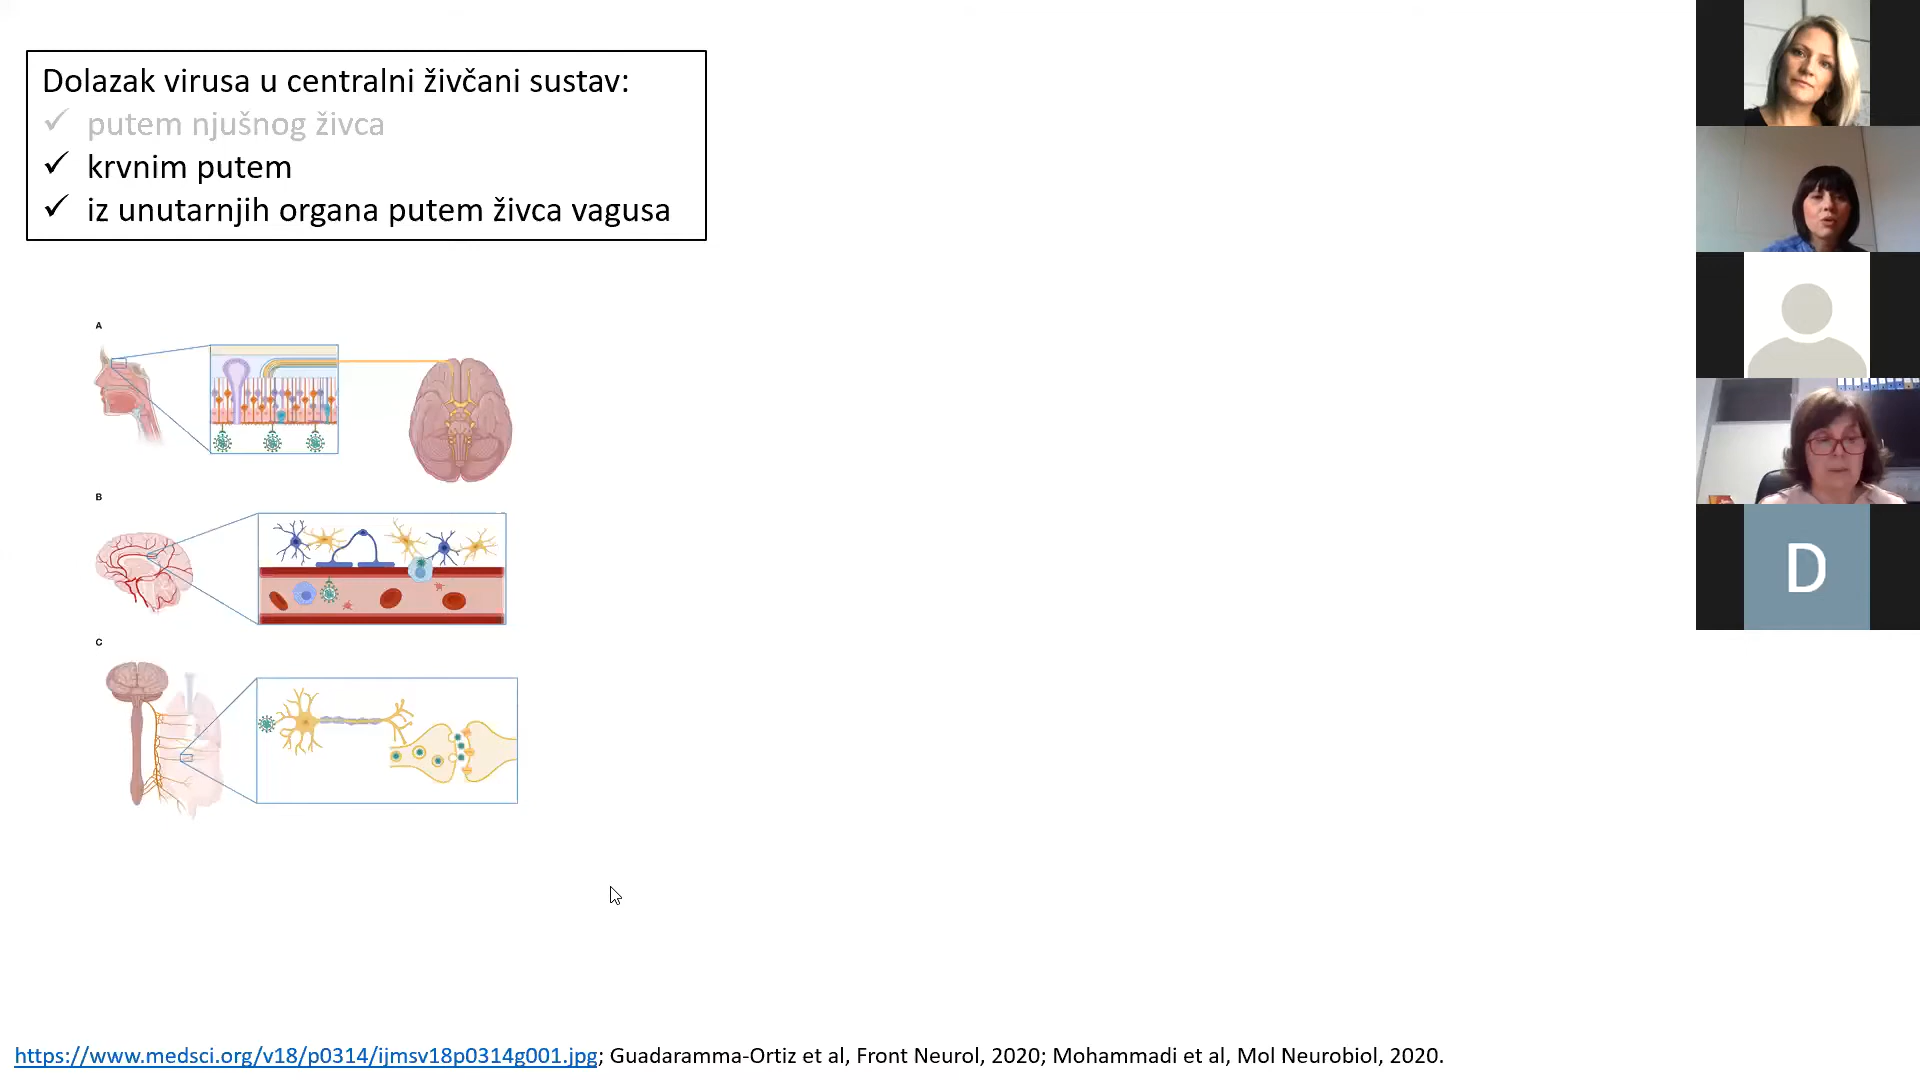 Dolazak virusa u centralni živčani sustav:
✓ putem njušnog živca
✓ krvnim putem
✓ iz unutarnjih organa putem živca vagusa
A
B
C
D
https://www.medsci.org/v18/p0314/ijmsv18p0314g001.jpg; Guadaramma-Ortiz et al, Front Neurol, 2020; Mohammadi et al, Mol Neurobiol, 2020.